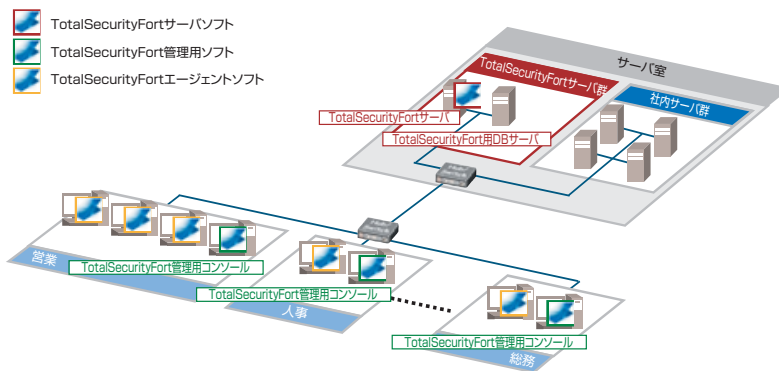 TotalSecurityFortサーバソフト
TotalSecurityFort管理用ソフト
TotalSecurityFortエージェントソフト
サーバ室
TotalSecurityFortサーバ群
社内サーバ群
TotalSecurityFortサーバ
TotalSecurityFort用DBサーバ
営業
TotalSecurityFort管理用コンソール
人事
TotalSecurityFort管理用コンソール
総務
TotalSecurityFort管理用コンソール